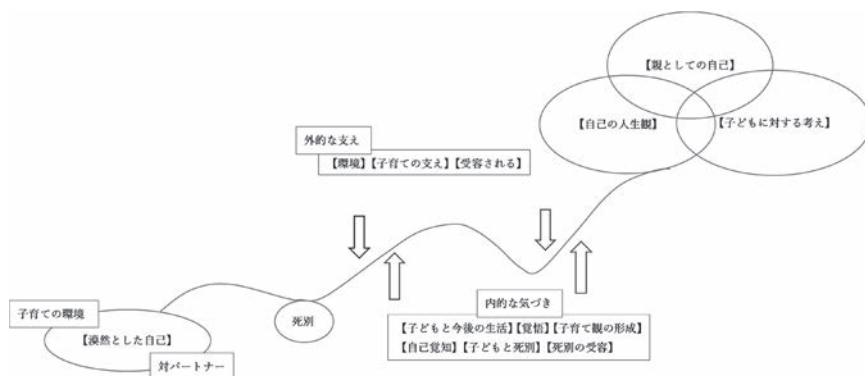 【親としての自己】
【自己の人生観】
【子どもに対する考え】
外的な支え
【環境】【子育ての支え】【受容される】
子育ての環境
【漠然とした自己】
対パートナー
死別
内的な気づき
【子どもと今後の生活】【覚悟】【子育て観の形成】
【自己覚知】【子どもと死別】【死別の受容】